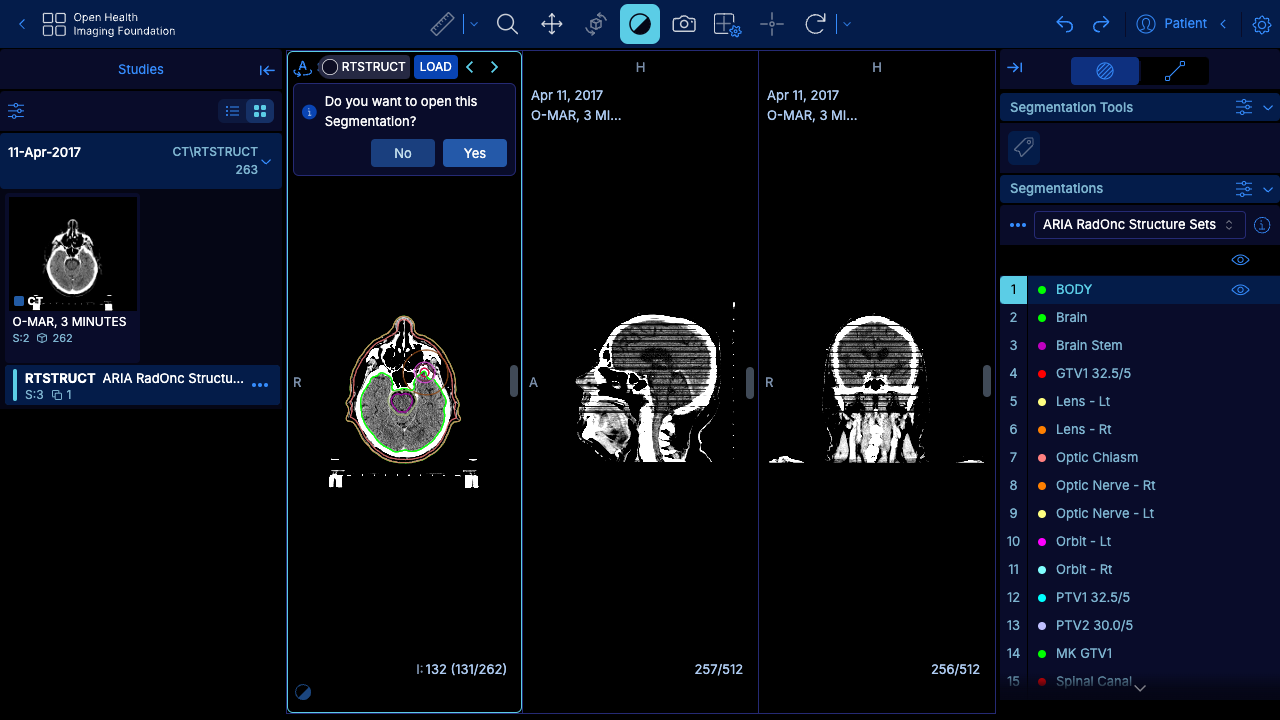 Open Health
Imaging Foundation
Patient
Studies
11-Apr-2017
CT\RTSTRUCT
263
CT
O-MAR, 3 MINUTES
S:2 262
RTSTRUCT ARIA RadOnc Structu...
S:3 1
A
RTSTRUCT LOAD
Do you want to open this
Segmentation?
No Yes
R
I: 132 (131/262)
H
Apr 11, 2017
O-MAR, 3 MI...
A
257/512
H
Apr 11, 2017
O-MAR, 3 MI...
R
256/512
Segmentation Tools
Segmentations
ARIA RadOnc Structure Sets
1 BODY
2 Brain
3 Brain Stem
4 GTV1 32.5/5
5 Lens - Lt
6 Lens - Rt
7 Optic Chiasm
8 Optic Nerve - Rt
9 Optic Nerve - Lt
10 Orbit - Lt
11 Orbit - Rt
12 PTV1 32.5/5
13 PTV2 30.0/5
14 MK GTV1
15 Spinal Canal